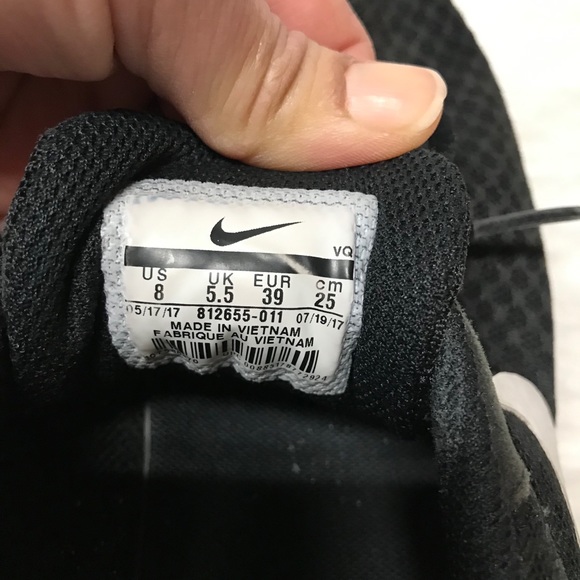 VQ
US UK EUR cm
8 5.5 39 25
05/17/17 812655-011 07/19/17
MADE IN VIETNAM
FABRIQUE AU VIETNAM